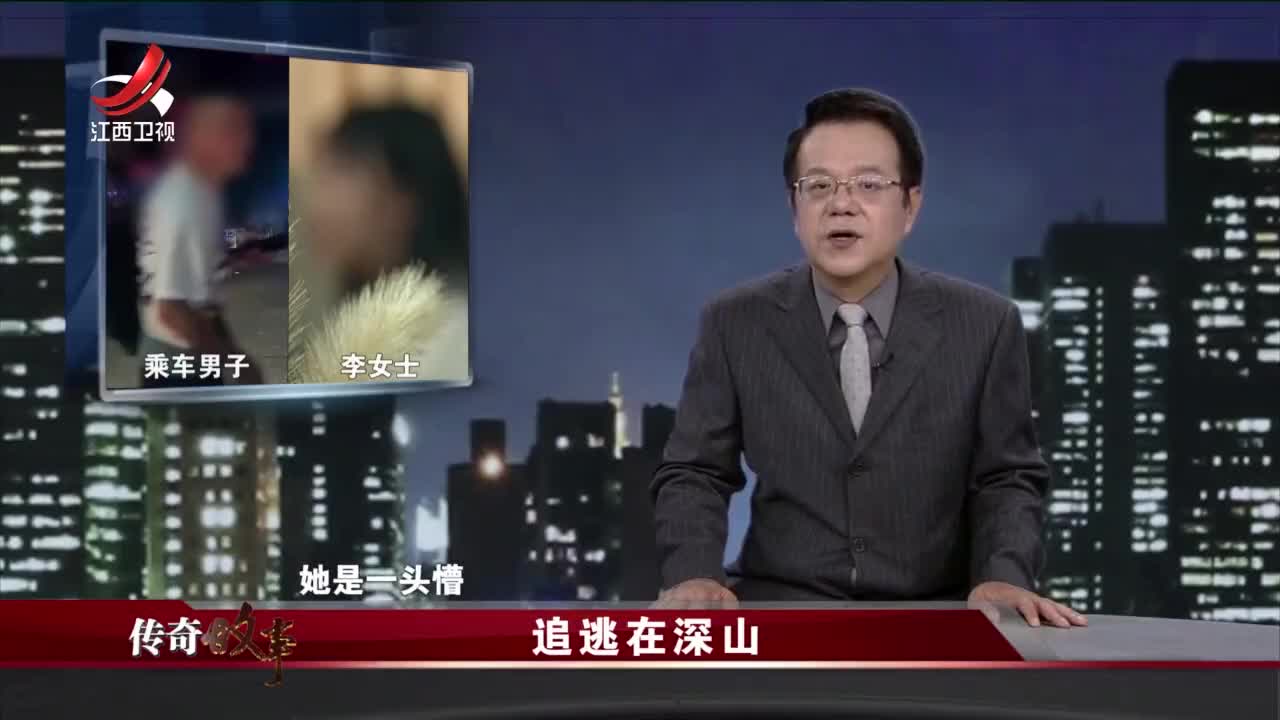 江西卫视
乘车男子
李女士
她是一头懵
传奇故事
追逃在深山